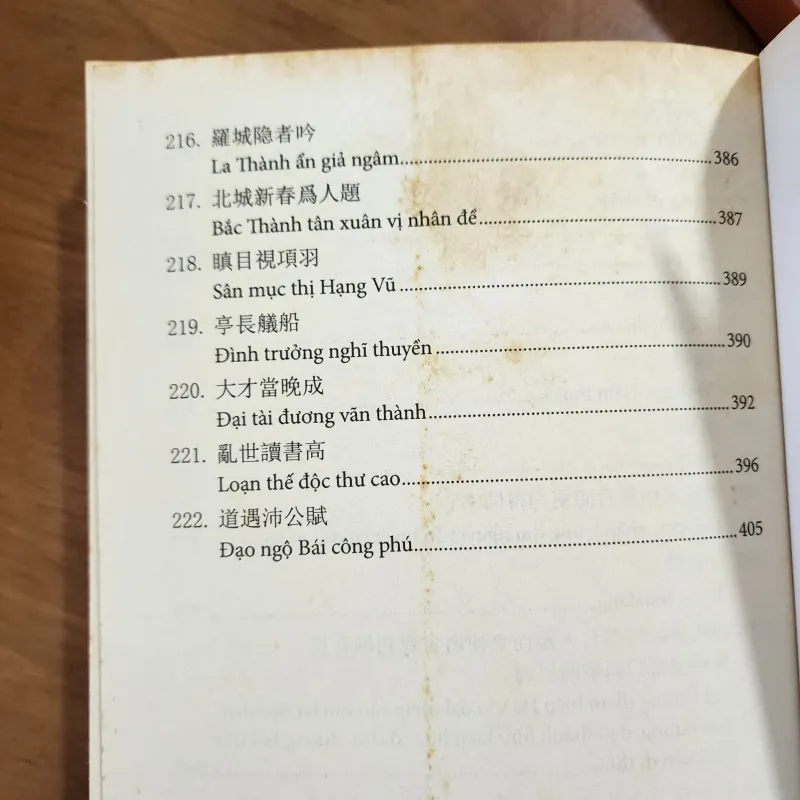 216. 羅城隐者吟
La Thành ẩn giả ngâm........................................386
217. 北城新春爲人題
Bắc Thành tân xuân vị nhân đề........................................387
218. 瞋目視項羽
Sân mục thị Hạng Vũ........................................389
219. 亭長艤船
Đình trưởng nghĩ thuyền........................................390
220. 大才當晚成
Đại tài đương vãn thành........................................392
221. 亂世讀書高
Loạn thế độc thư cao........................................396
222. 道遇沛公賦
Đạo ngộ Bái công phú........................................405